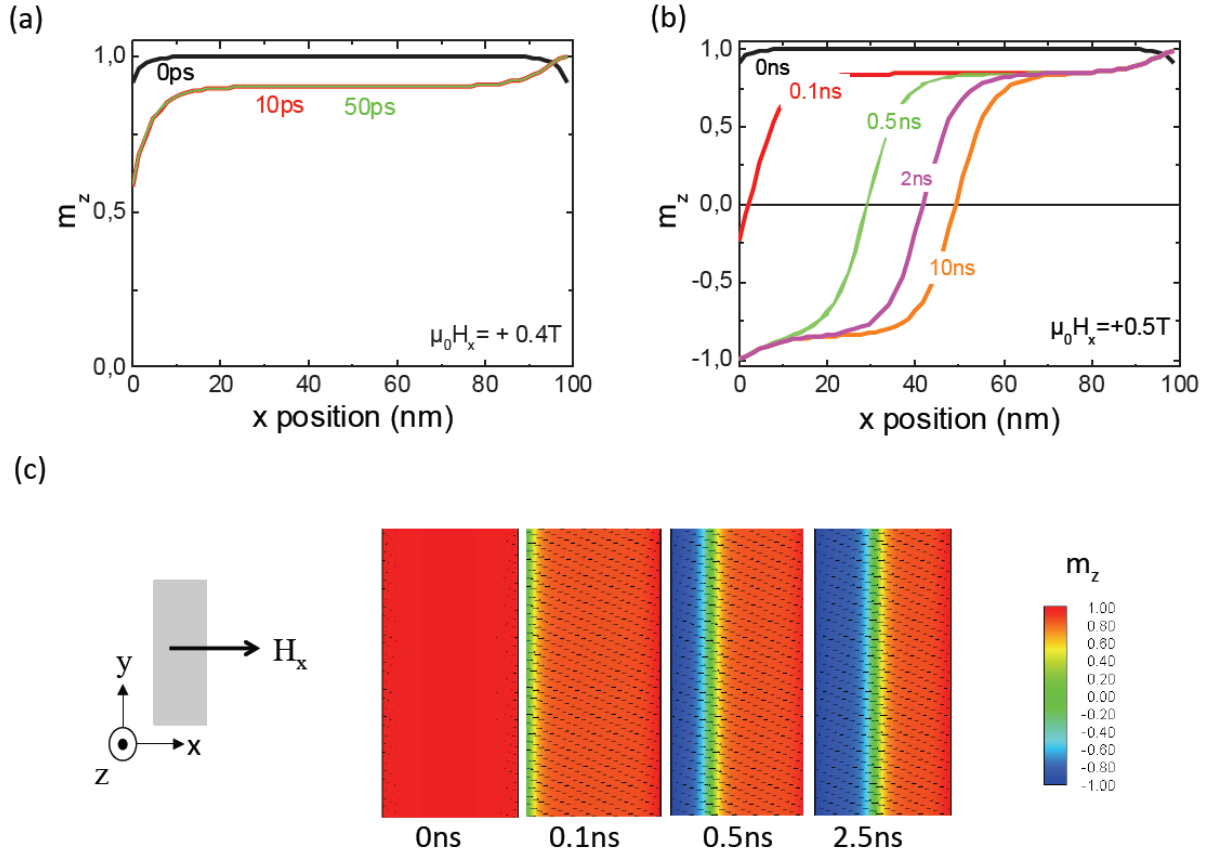 (a)
1,0
0,5
0,0
m_z
0ps
10ps
50ps
μ₀Hₓ= + 0.4T
0
20
40
60
80
100
x position (nm)
(b)
1,0
0,5
0,0
-0,5
-1,0
m_z
0ns
0.1ns
0.5ns
2ns
10ns
μ₀Hₓ=+0.5T
0
20
40
60
80
100
x position (nm)
(c)
y
x
z
Hₓ
0ns
0.1ns
0.5ns
2.5ns
m_z
1.00
0.80
0.60
0.40
0.20
0.00
-0.20
-0.40
-0.60
-0.80
-1.00